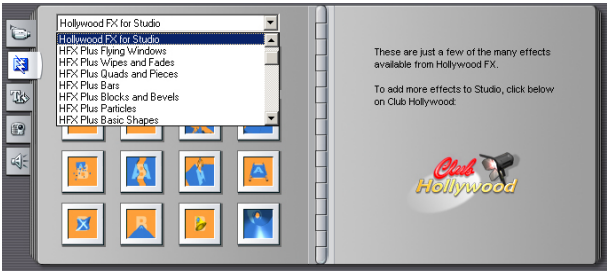 Hollywood FX for Studio
Hollywood FX for Studio
HFX Plus Flying Windows
HFX Plus Wipes and Fades
HFX Plus Quads and Pieces
HFX Plus Bars
HFX Plus Blocks and Bevels
HFX Plus Particles
HFX Plus Basic Shapes
These are just a few of the many effects
available from Hollywood FX.
To add more effects to Studio, click below
on Club Hollywood:
Club
Hollywood